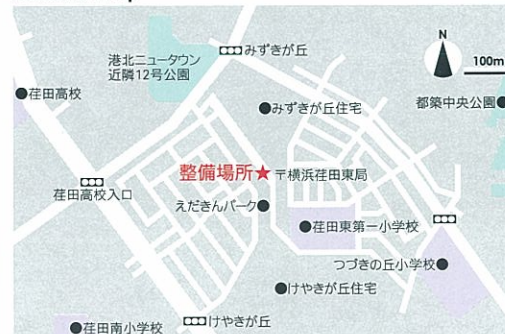 みずきが丘
港北ニュータウン
近隣12号公園
N
100m
荏田高校
みずきが丘住宅
都築中央公園
整備場所★〒横浜荏田東局
荏田高校入口
えだきんパーク
荏田東第一小学校
つづきの丘小学校
けやきが丘住宅
けやきが丘
荏田南小学校